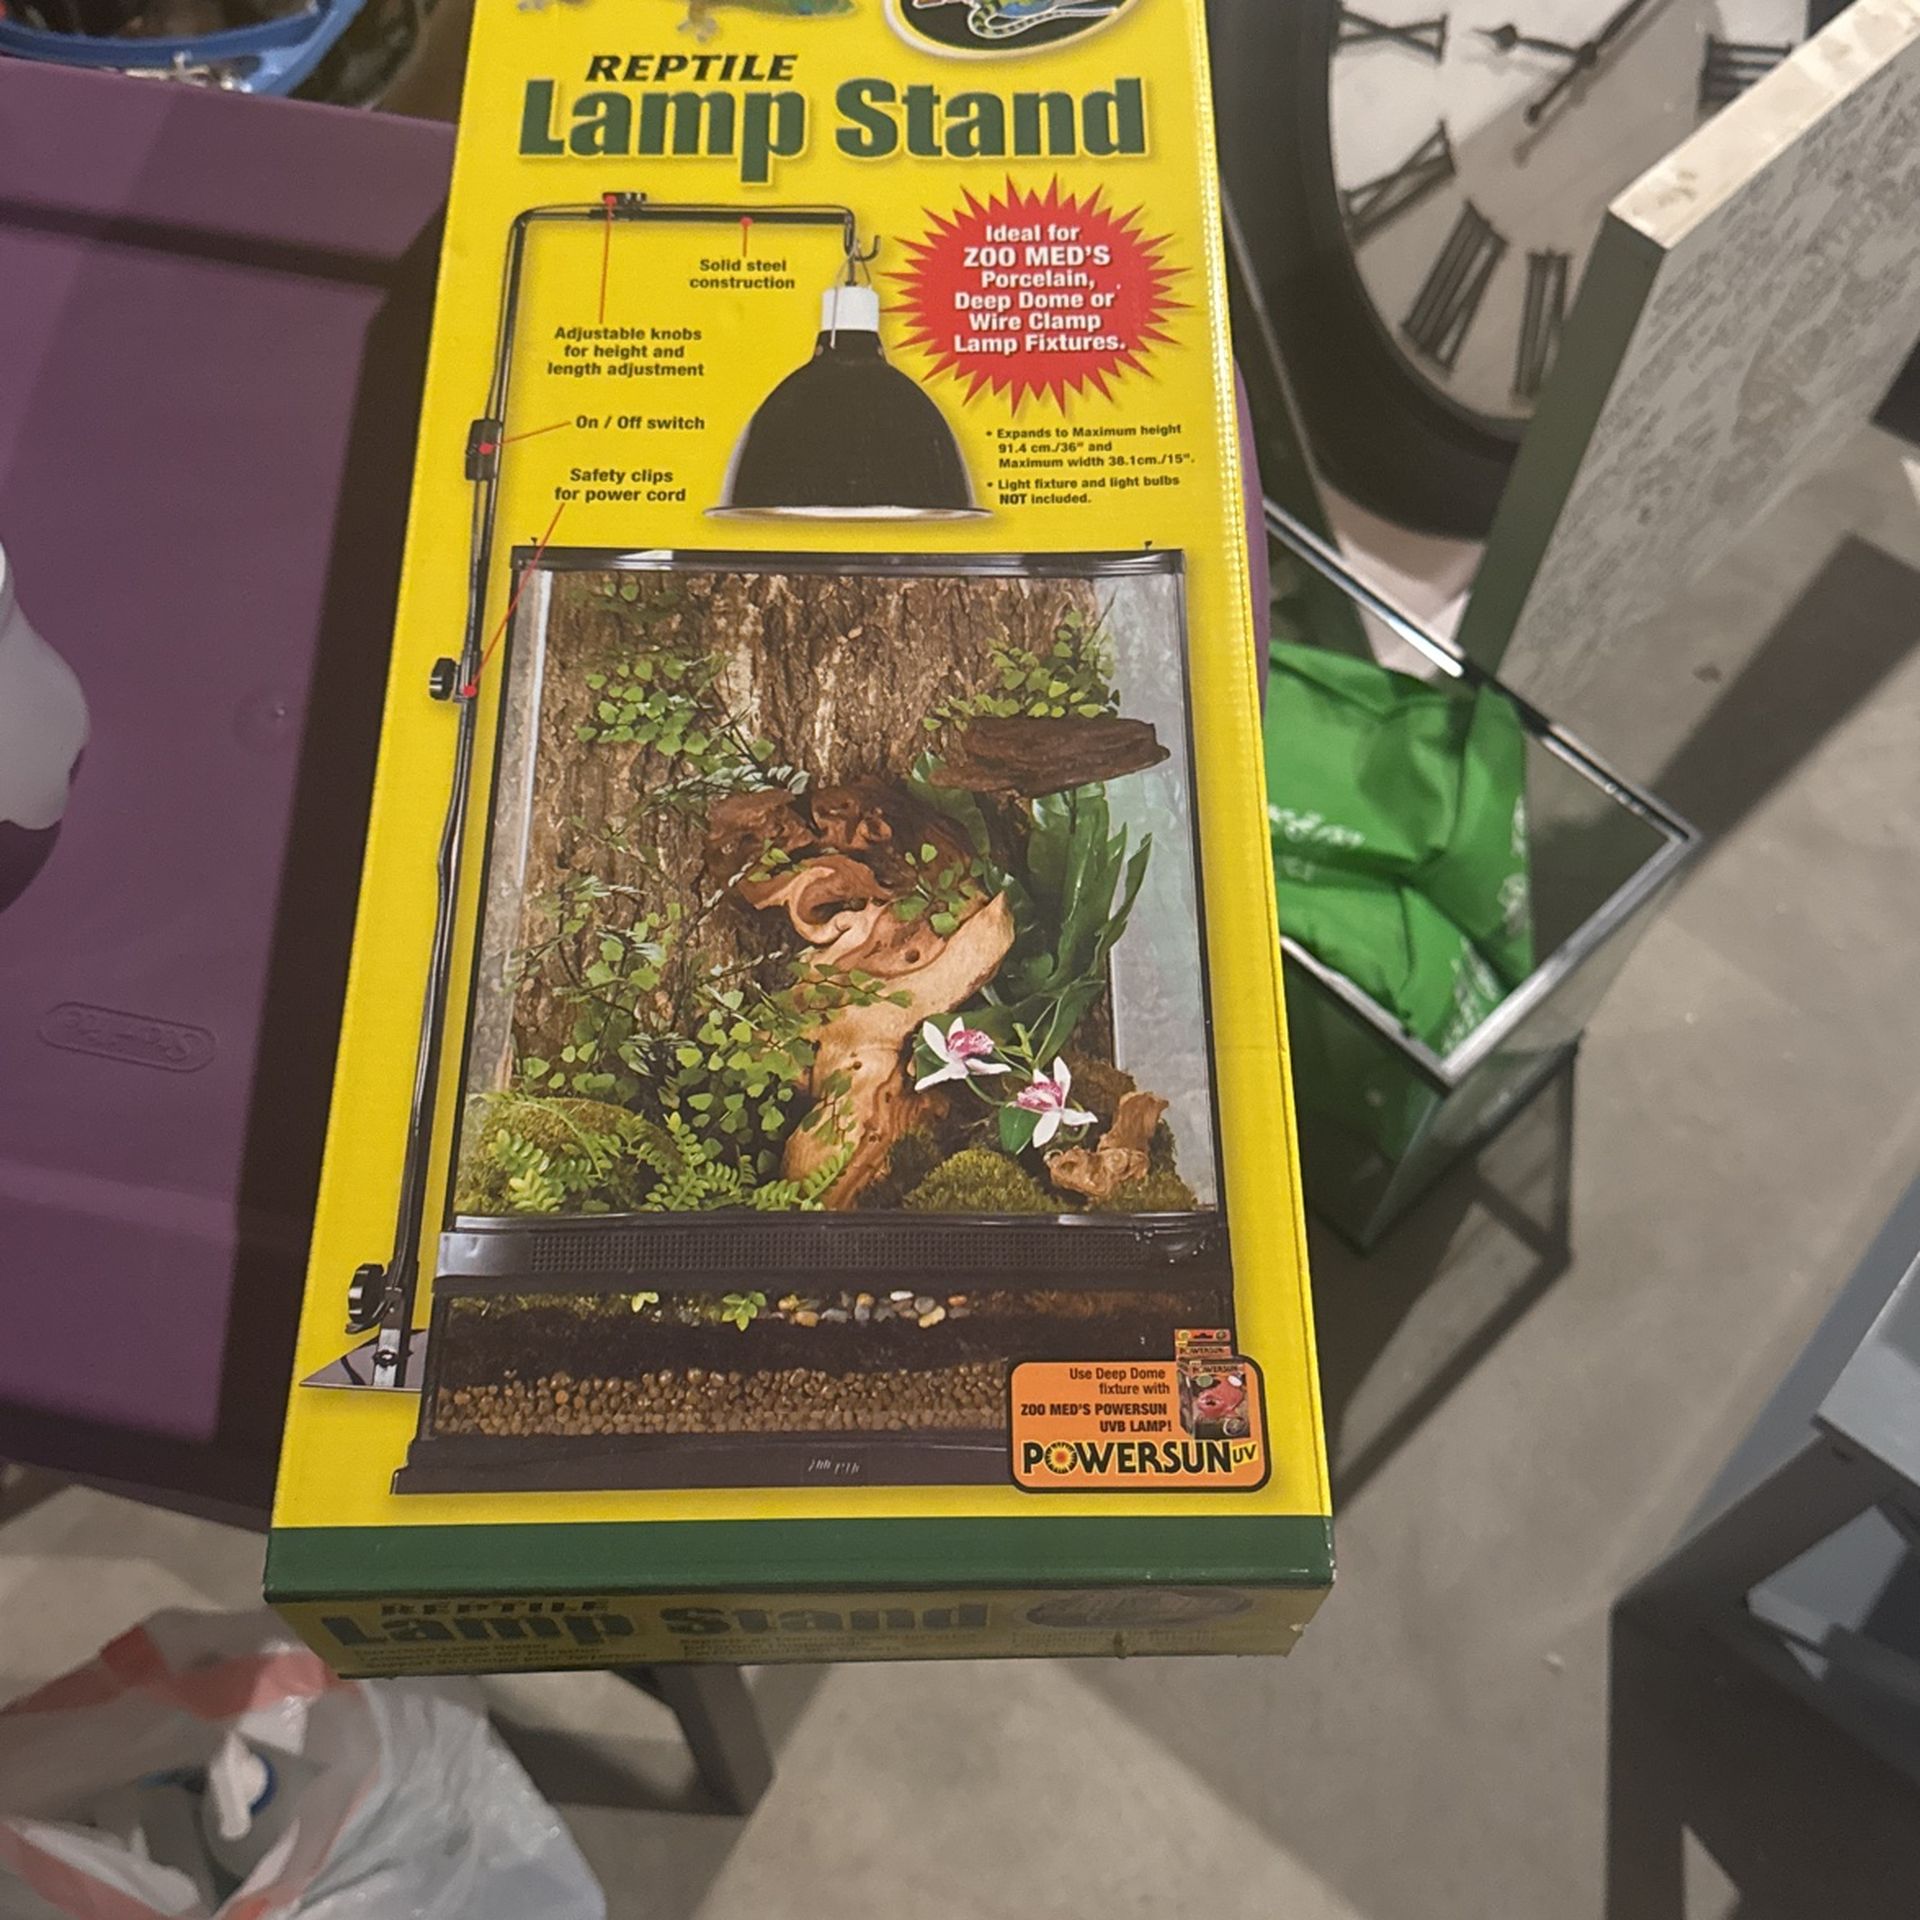 REPTILE
Lamp Stand
Solid steel
construction
Adjustable knobs
for height and
length adjustment
On / Off switch
Safety clips
for power cord
Ideal for
ZOO MED'S
Porcelain,
Deep Dome or
Wire Clamp
Lamp Fixtures.
• Expands to Maximum height
91.4 cm./36" and
Maximum width 38.1cm./15".
• Light fixture and light bulbs
NOT included.
Use Deep Dome
fixture with
ZOO MED'S POWERSUN
UVB LAMP!
POWERSUN UV
POWERSUN
REPTILE
Lamp Stand